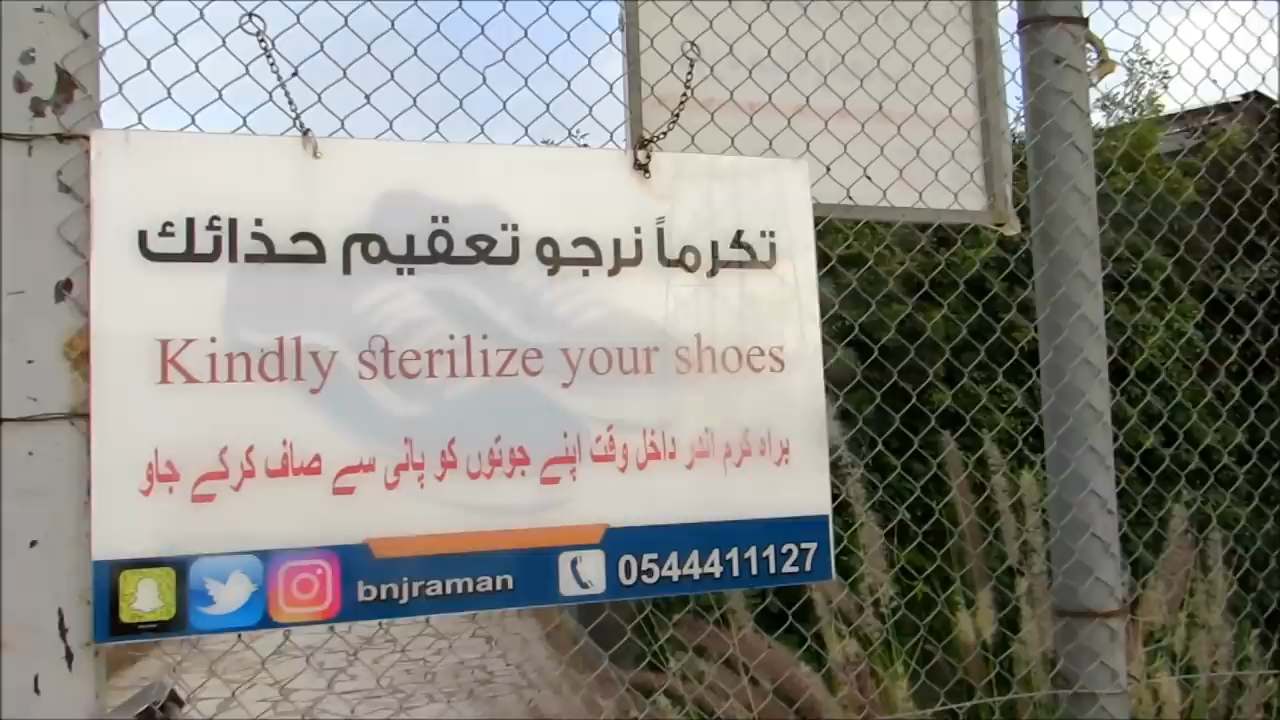 تكرماً نرجو تعقيم حذائك
Kindly sterilize your shoes
براه کرم اندر داخل وقت اپنے جوتوں کو پانی سے صاف کرکے جاو
bnjraman 0544411127